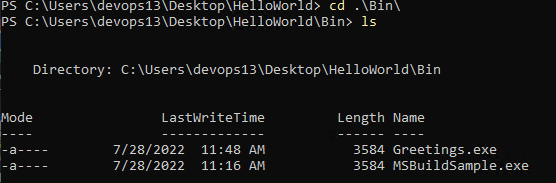 PS C:\Users\devops13\Desktop\HelloWorld> cd .\Bin\
PS C:\Users\devops13\Desktop\HelloWorld\Bin> ls
Directory: C:\Users\devops13\Desktop\HelloWorld\Bin
Mode                LastWriteTime         Length Name
----                -------------         ------ ----
-a----        7/28/2022  11:48 AM           3584 Greetings.exe
-a----        7/28/2022  11:16 AM           3584 MSBuildSample.exe